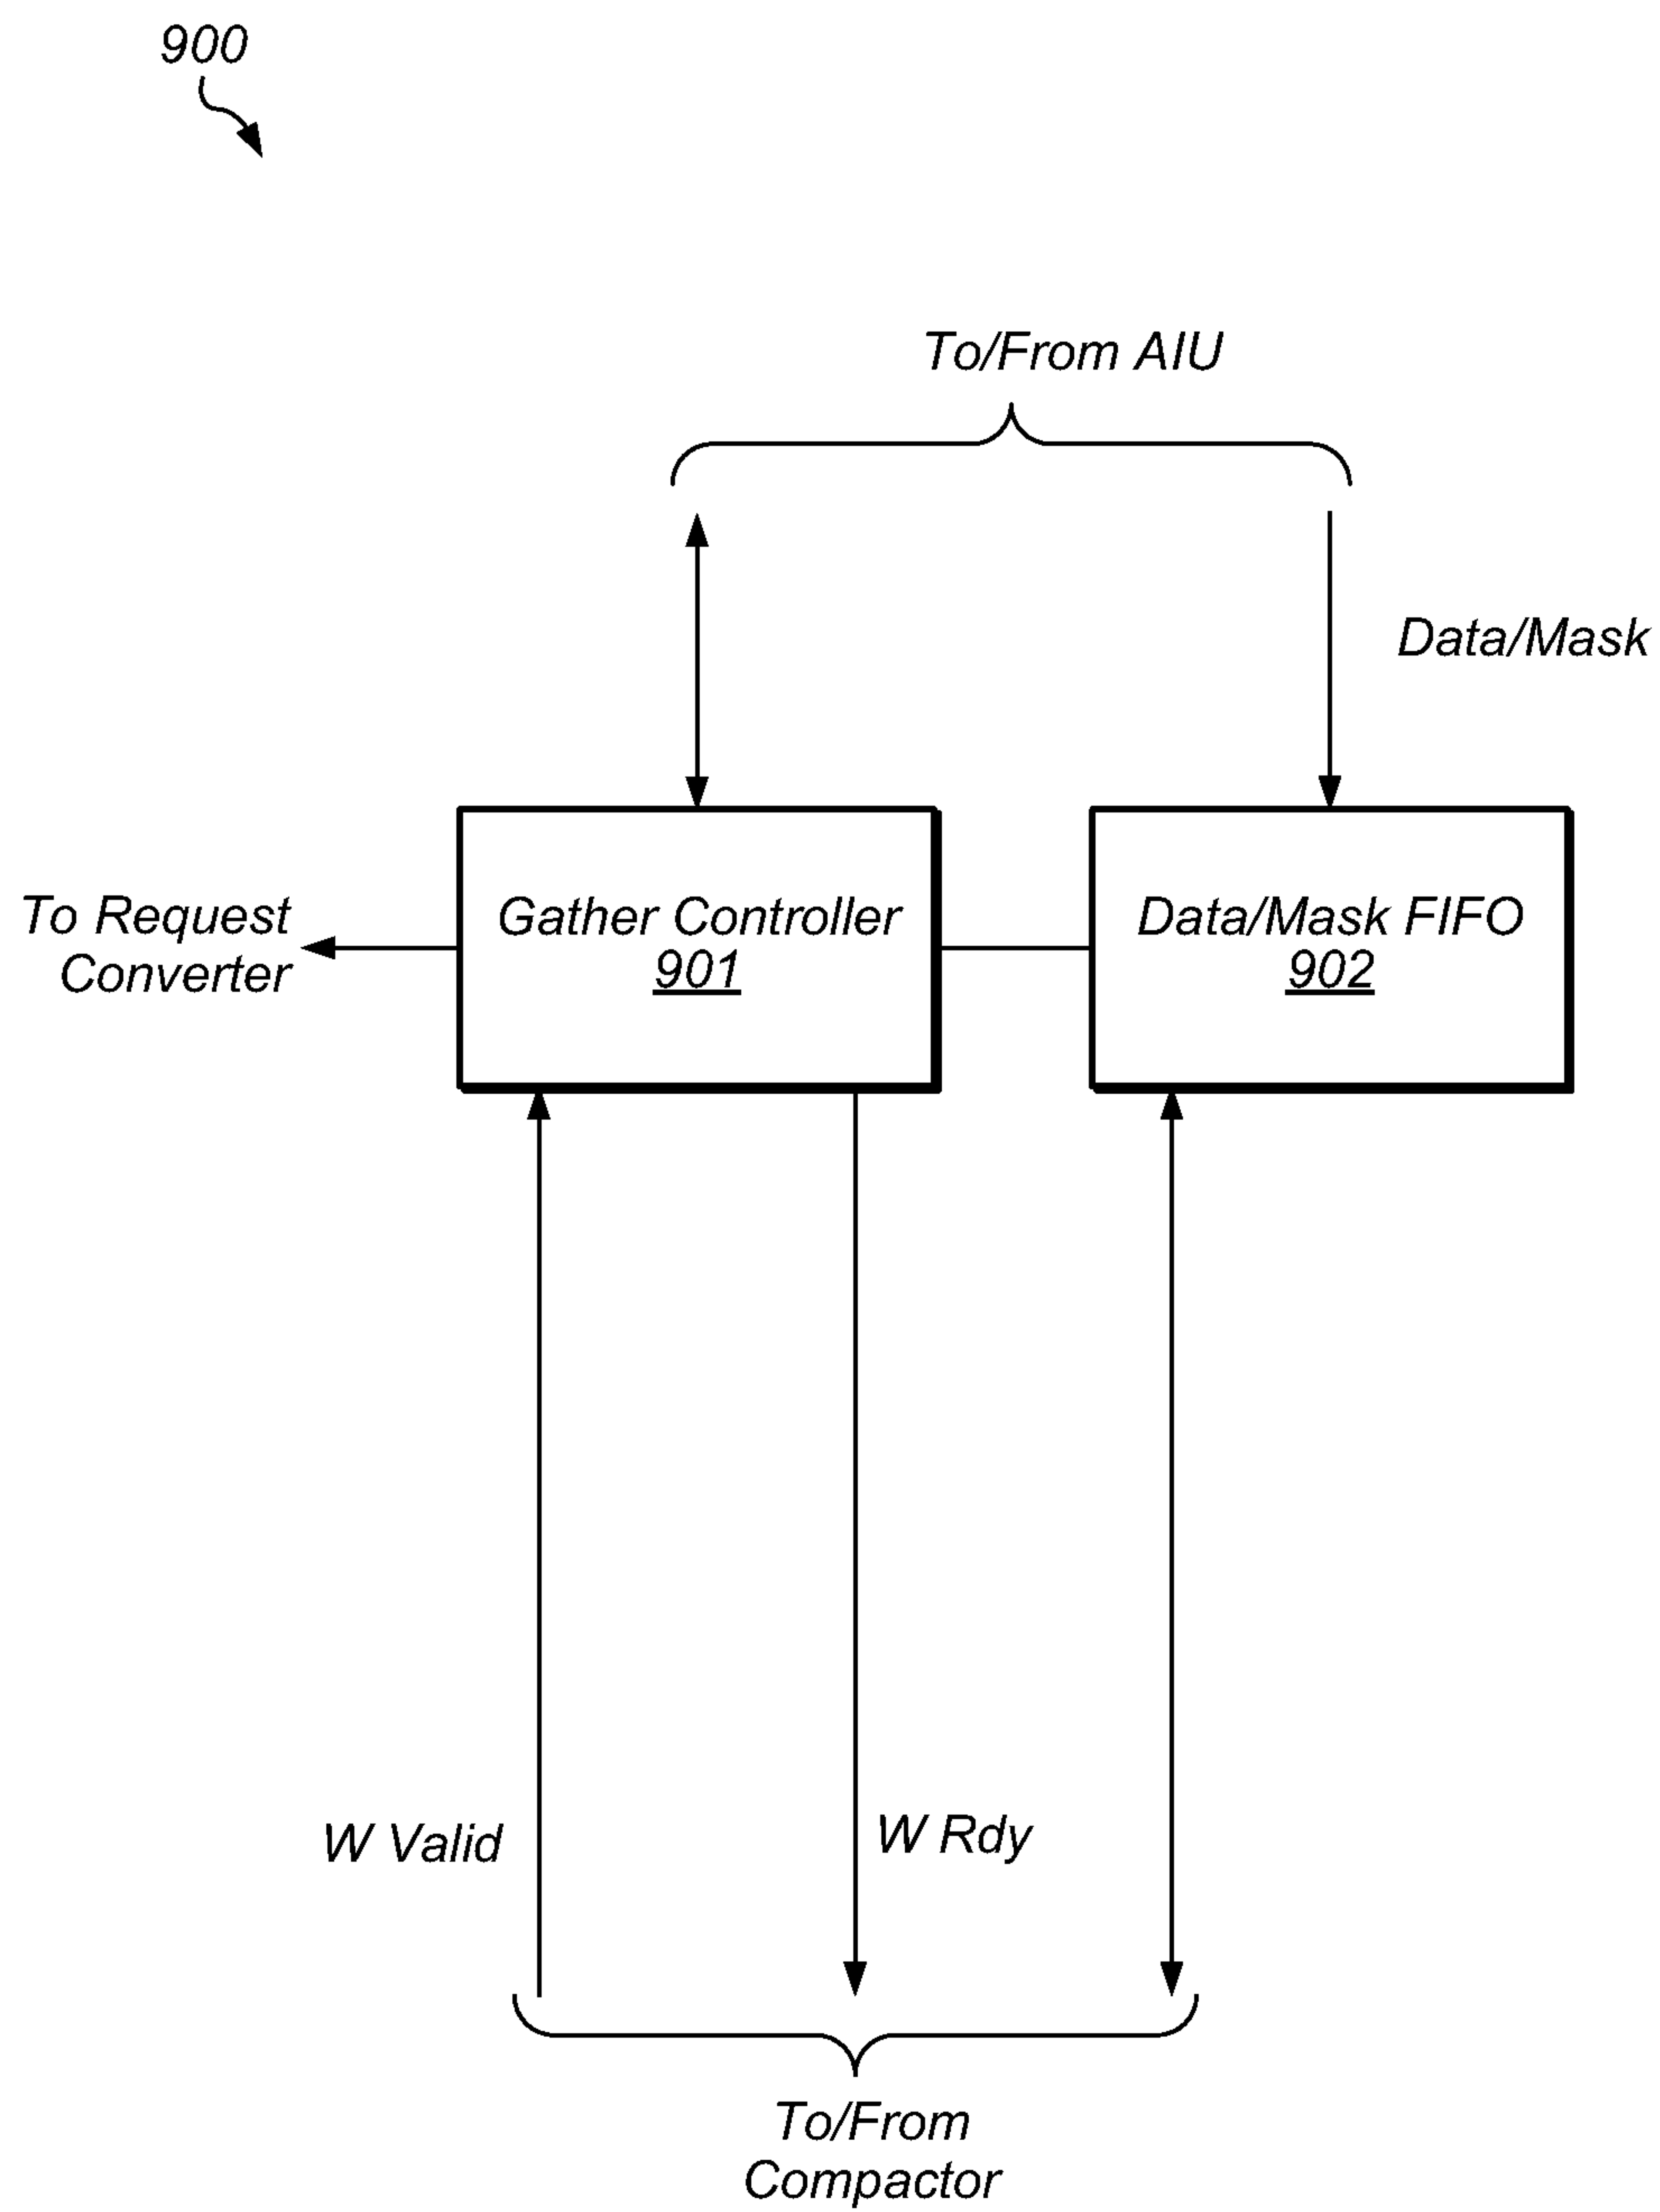 900
To/From AIU
Data/Mask
To Request
Converter
Gather Controller
901
Data/Mask FIFO
902
W Valid
W Rdy
To/From
Compactor